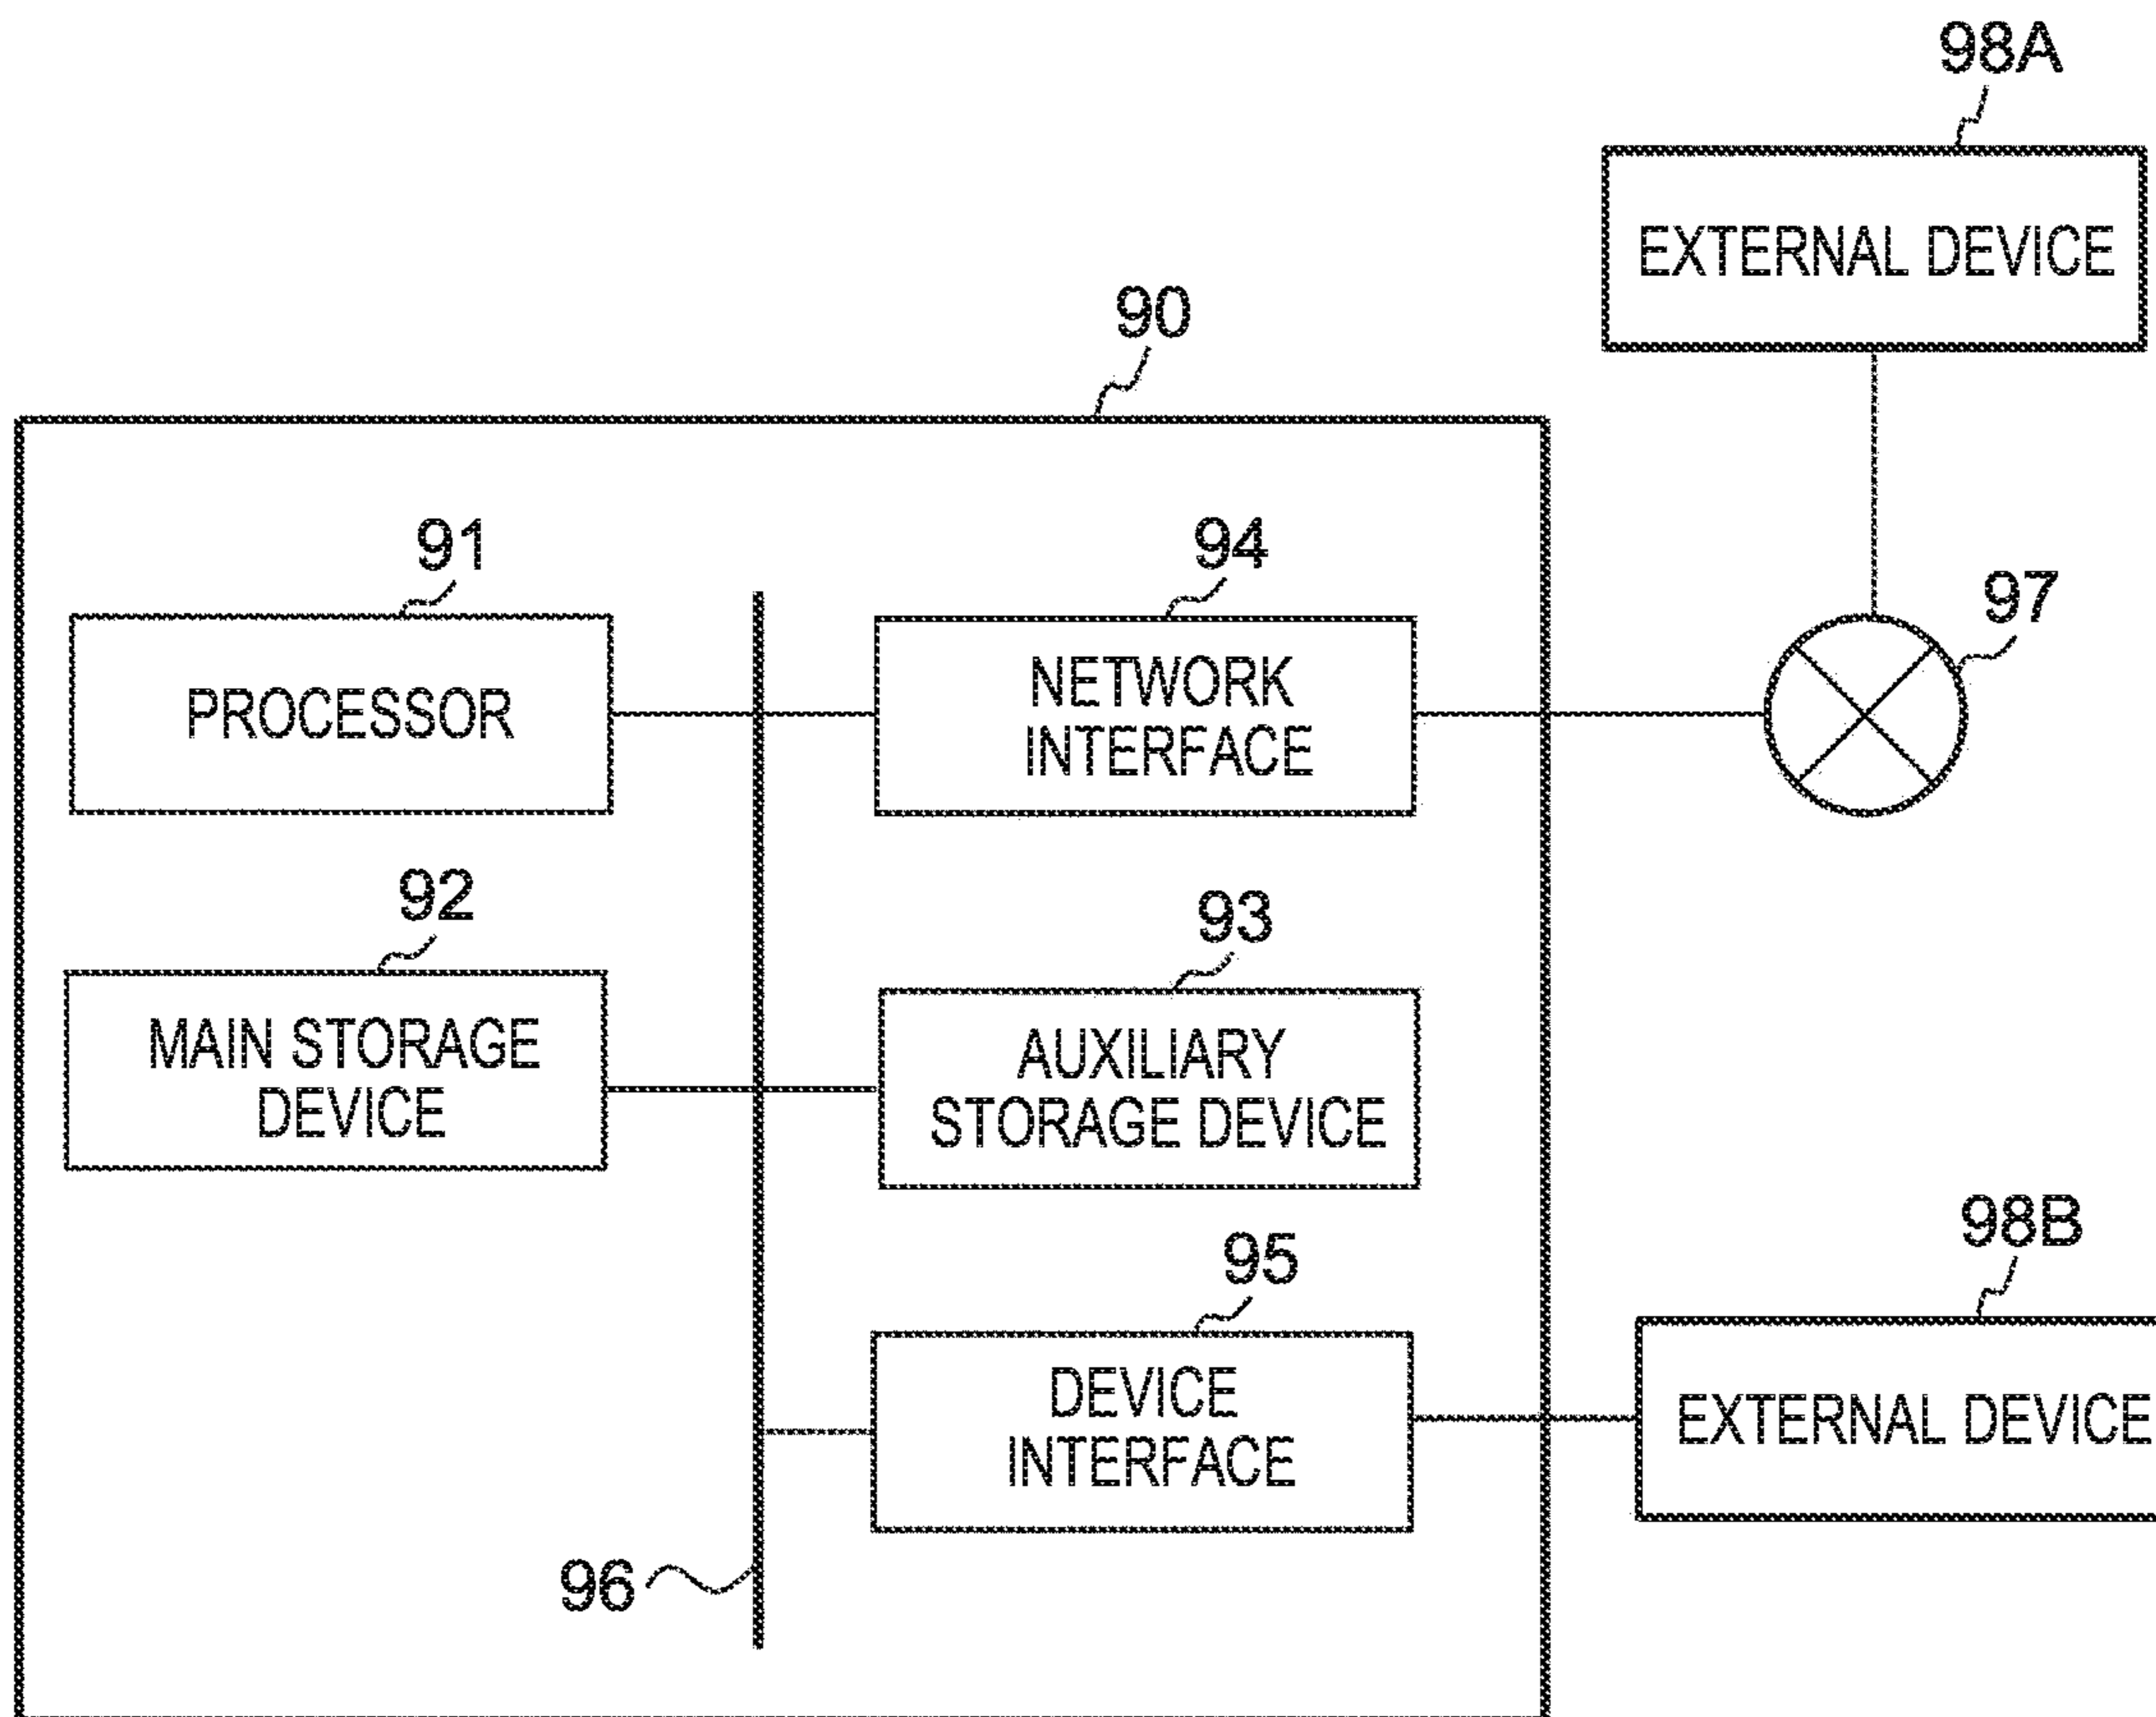 98A
EXTERNAL DEVICE
90
91
PROCESSOR
94
NETWORK
INTERFACE
97
92
MAIN STORAGE
DEVICE
93
AUXILIARY
STORAGE DEVICE
95
DEVICE
INTERFACE
98B
EXTERNAL DEVICE
96